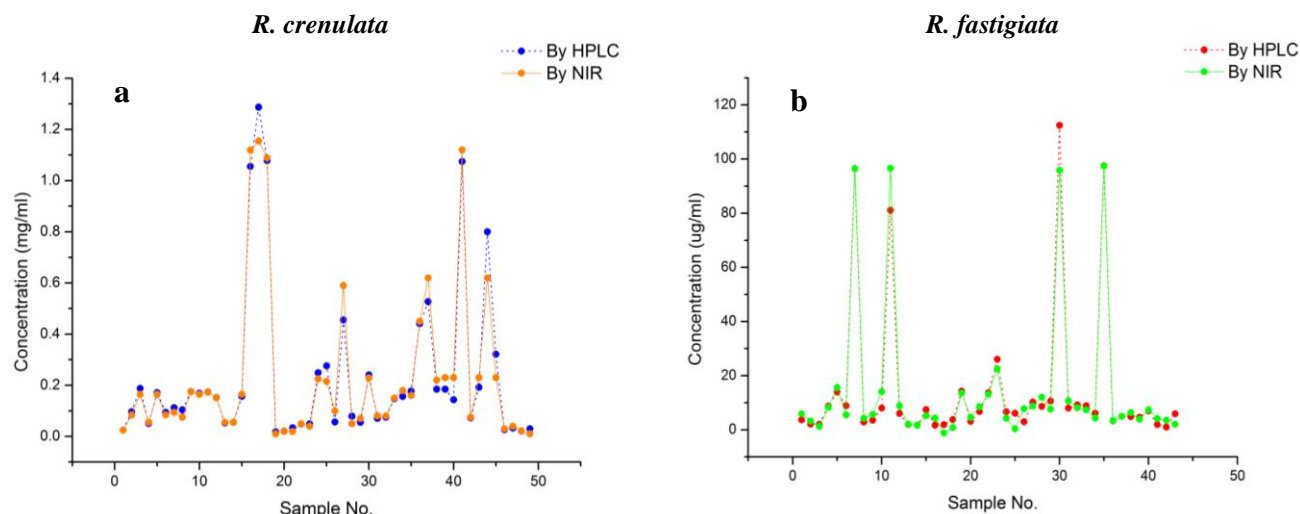 R. crenulata
By HPLC
By NIR
a
1.4
1.2
1.0
0.8
0.6
0.4
0.2
0.0
Concentration (mg/ml)
0 10 20 30 40 50
Sample No.
R. fastigiata
By HPLC
By NIR
b
120
100
80
60
40
20
0
Concentration (ug/ml)
0 10 20 30 40 50
Sample No.